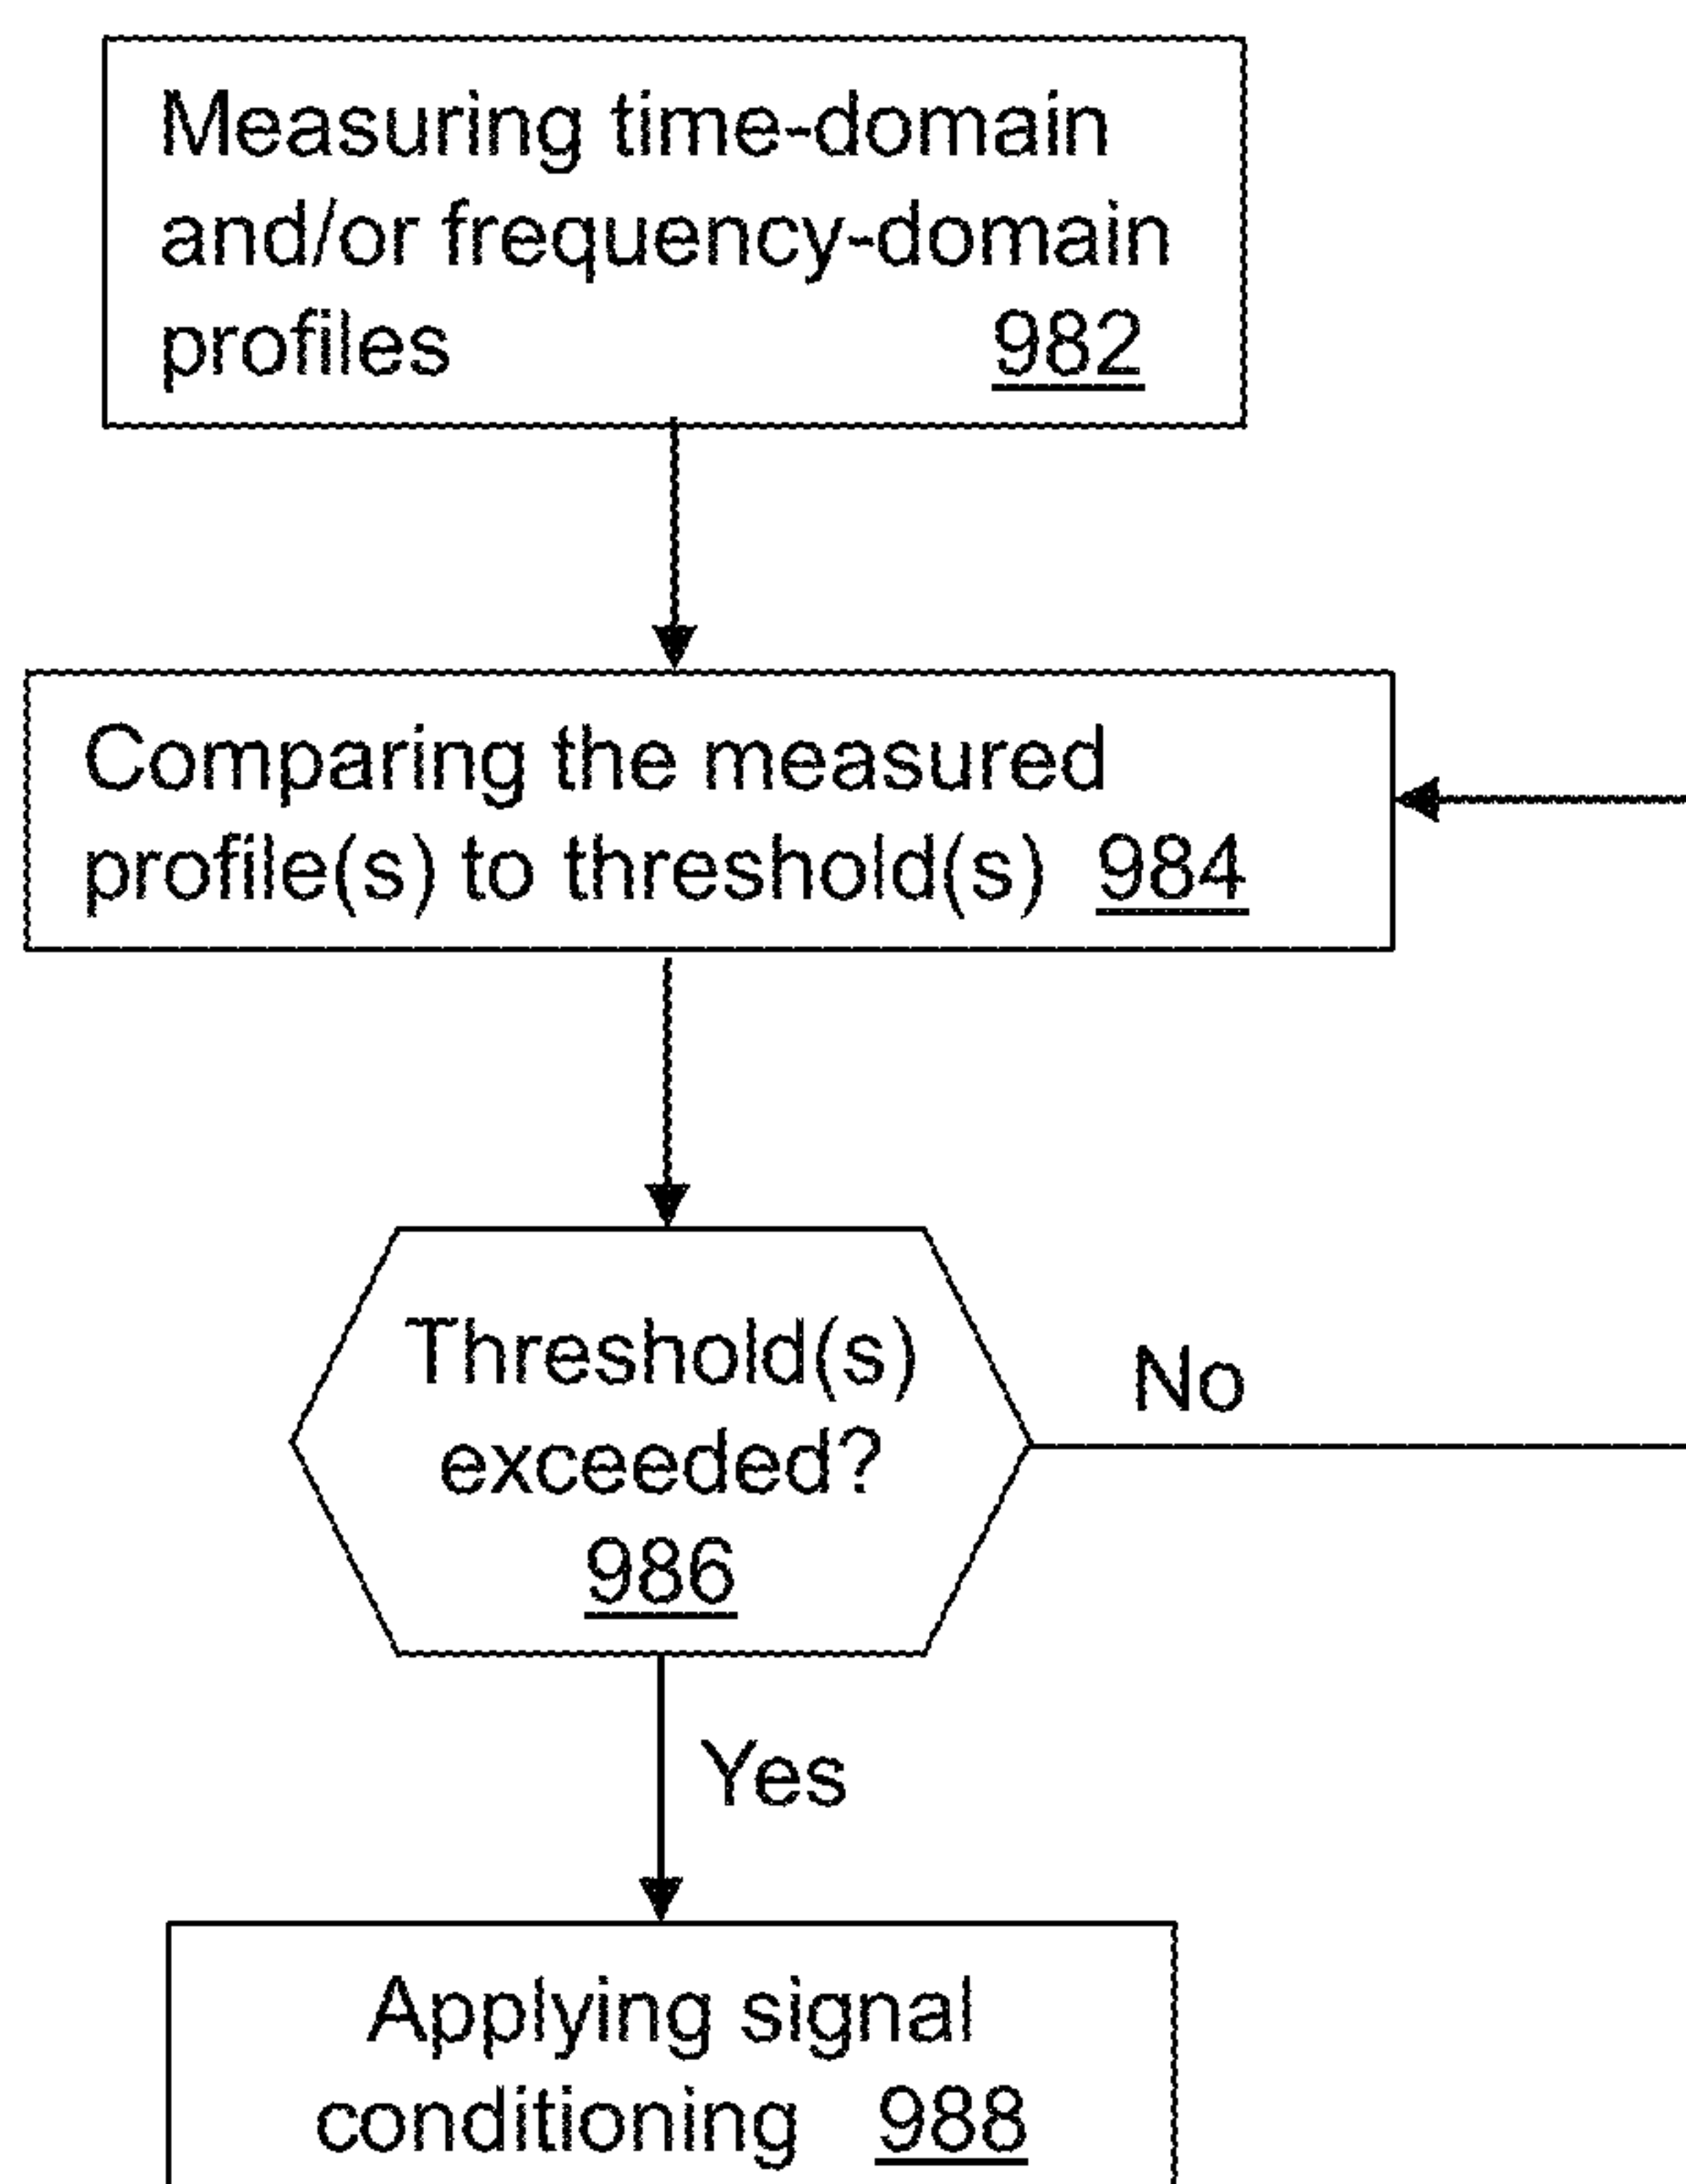 Measuring time-domain
and/or frequency-domain
profiles 982
Comparing the measured
profile(s) to threshold(s) 984
Threshold(s)
exceeded?
986
No
Yes
Applying signal
conditioning 988